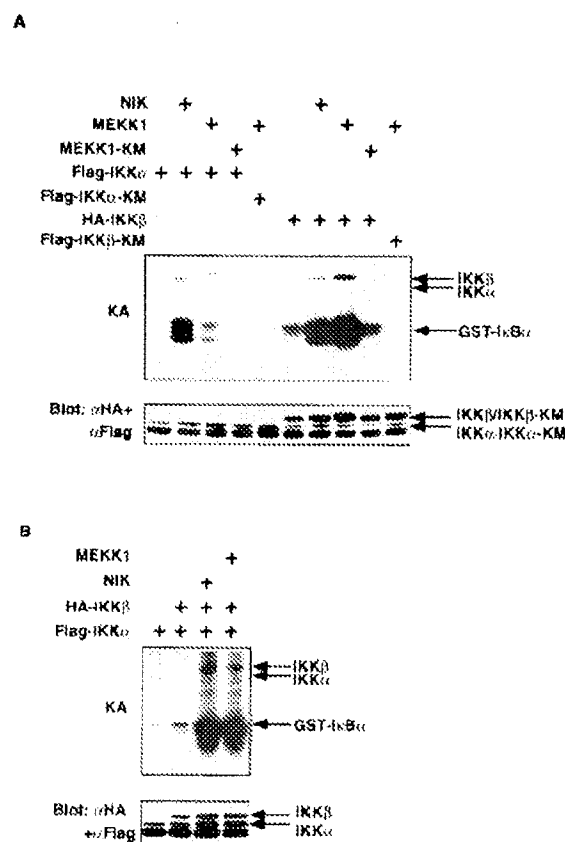 A
NIK + +
MEKK1 + + + +
MEKK1-KM + +
Flag-IKKα + + + +
Flag-IKKα-KM +
HA-IKKβ + + + +
Flag-IKKβ-KM +
KA
IKKβ
IKKα
GST-IκBα
Blot: αHA+
αFlag
IKKβ/IKKβ-KM
IKKα-IKKα-KM
B
MEKK1 +
NIK +
HA-IKKβ + + +
Flag-IKKα + + + +
KA
IKKβ
IKKα
GST-IκBα
Blot: αHA
+αFlag
IKKβ
IKKα